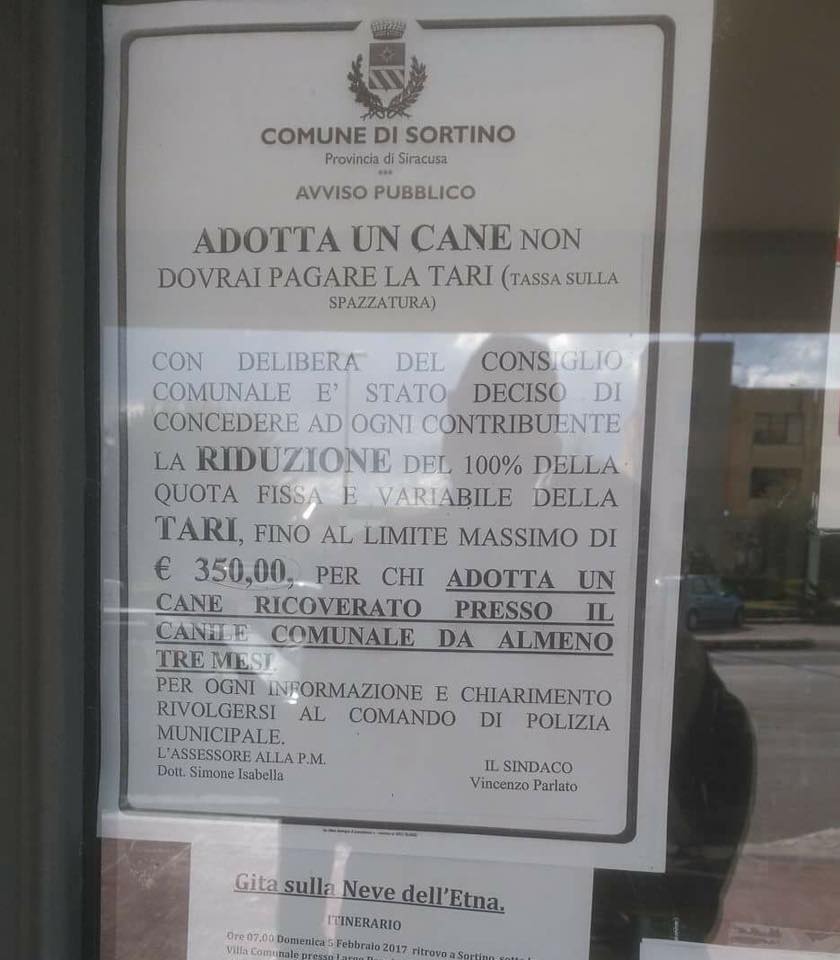 COMUNE DI SORTINO
Provincia di Siracusa
***
AVVISO PUBBLICO
ADOTTA UN CANE NON
DOVRAI PAGARE LA TARI (TASSA SULLA
SPAZZATURA)
CON DELIBERA DEL CONSIGLIO
COMUNALE E' STATO DECISO DI
CONCEDERE AD OGNI CONTRIBUENTE
LA RIDUZIONE DEL 100% DELLA
QUOTA FISSA E VARIABILE DELLA
TARI, FINO AL LIMITE MASSIMO DI
€ 350,00, PER CHI ADOTTA UN
CANE RICOVERATO PRESSO IL
CANILE COMUNALE DA ALMENO
TRE MESI.
PER OGNI INFORMAZIONE E CHIARIMENTO
RIVOLGERSI AL COMANDO DI POLIZIA
MUNICIPALE.
L'ASSESSORE ALLA P.M.
Dott. Simone Isabella
IL SINDACO
Vincenzo Parlato
Gita sulla Neve dell'Etna.
ITINERARIO
Ore 07.00 Domenica 5 Febbraio 2017 ritrovo a Sortino
Villa Comunale presso Largo